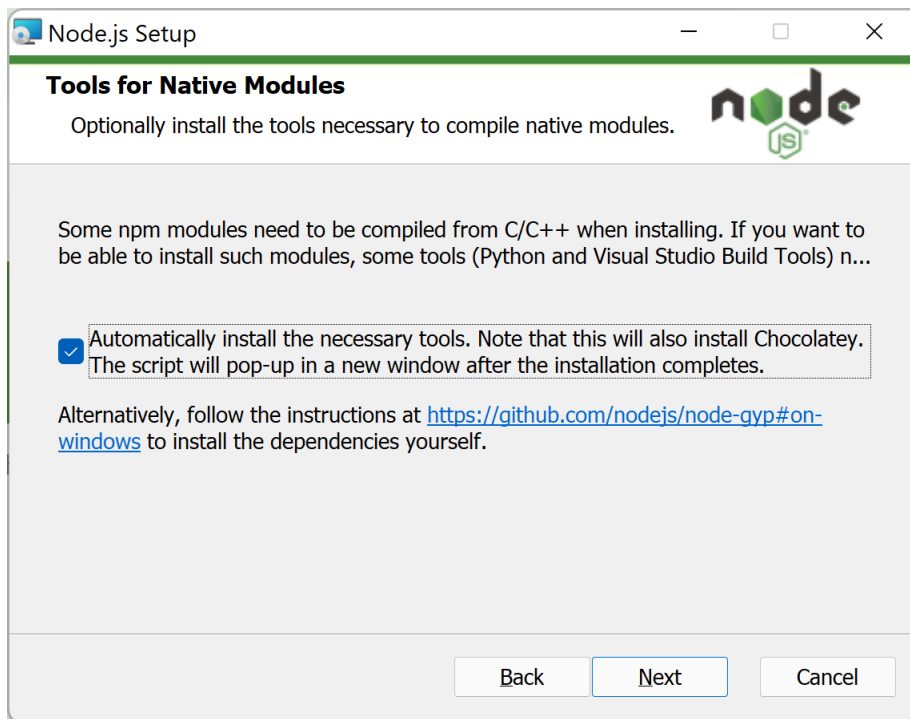 Node.js Setup
Tools for Native Modules
Optionally install the tools necessary to compile native modules.
node
JS
Some npm modules need to be compiled from C/C++ when installing. If you want to
be able to install such modules, some tools (Python and Visual Studio Build Tools) n...
Automatically install the necessary tools. Note that this will also install Chocolatey.
The script will pop-up in a new window after the installation completes.
Alternatively, follow the instructions at https://github.com/nodejs/node-gyp#on-
windows to install the dependencies yourself.
Back
Next
Cancel